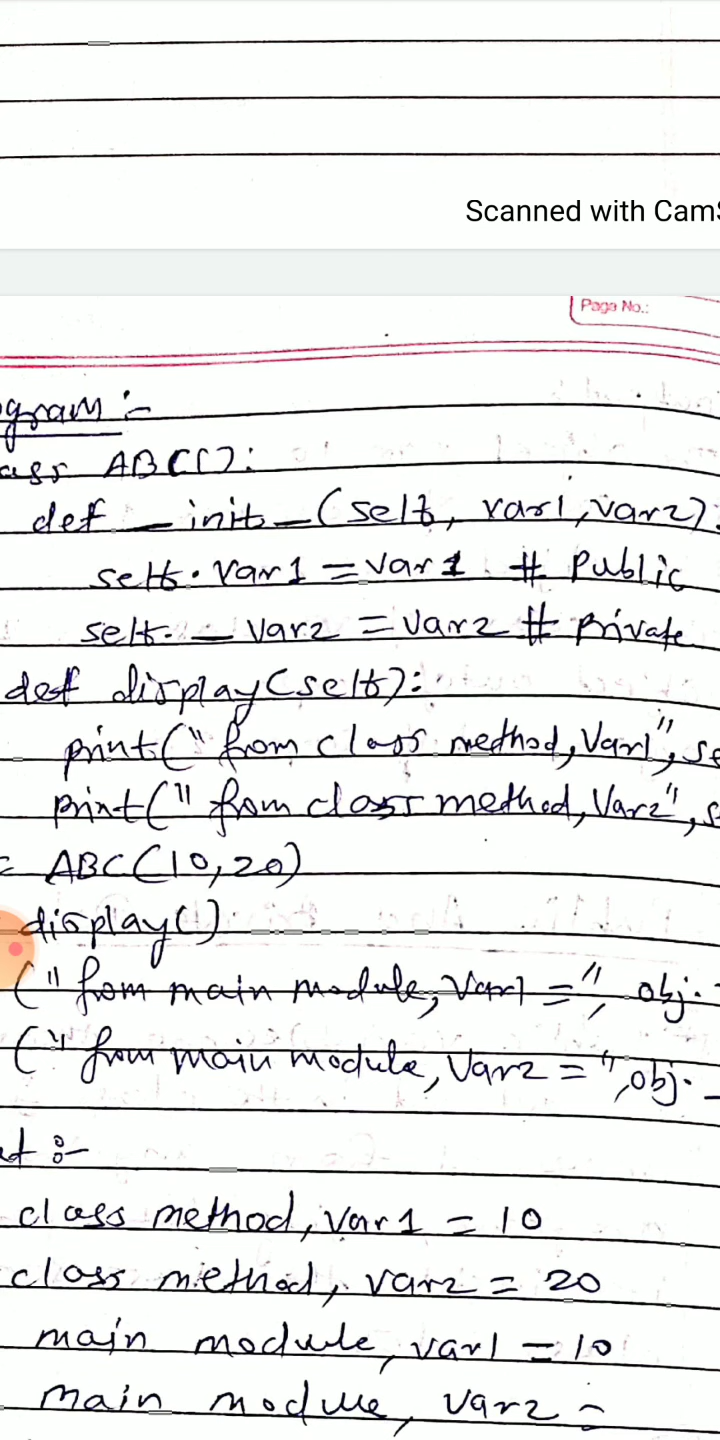 Scanned with CamS
Page No.:
ogram :-
ass ABC():
def __init__(self, var1, var2):
self.var1 = var1 # Public
self.__var2 = var2 # Private
def display(self):
print("from class method, Var1", se
print("from class method, Var2", s
= ABC(10,20)
display()
("from main module, Var1 =", obj.
("from main module, Var2 =", obj._
ut :-
class method, Var1 = 10
class method, var2 = 20
main module, var1 = 10
main module, var2 =